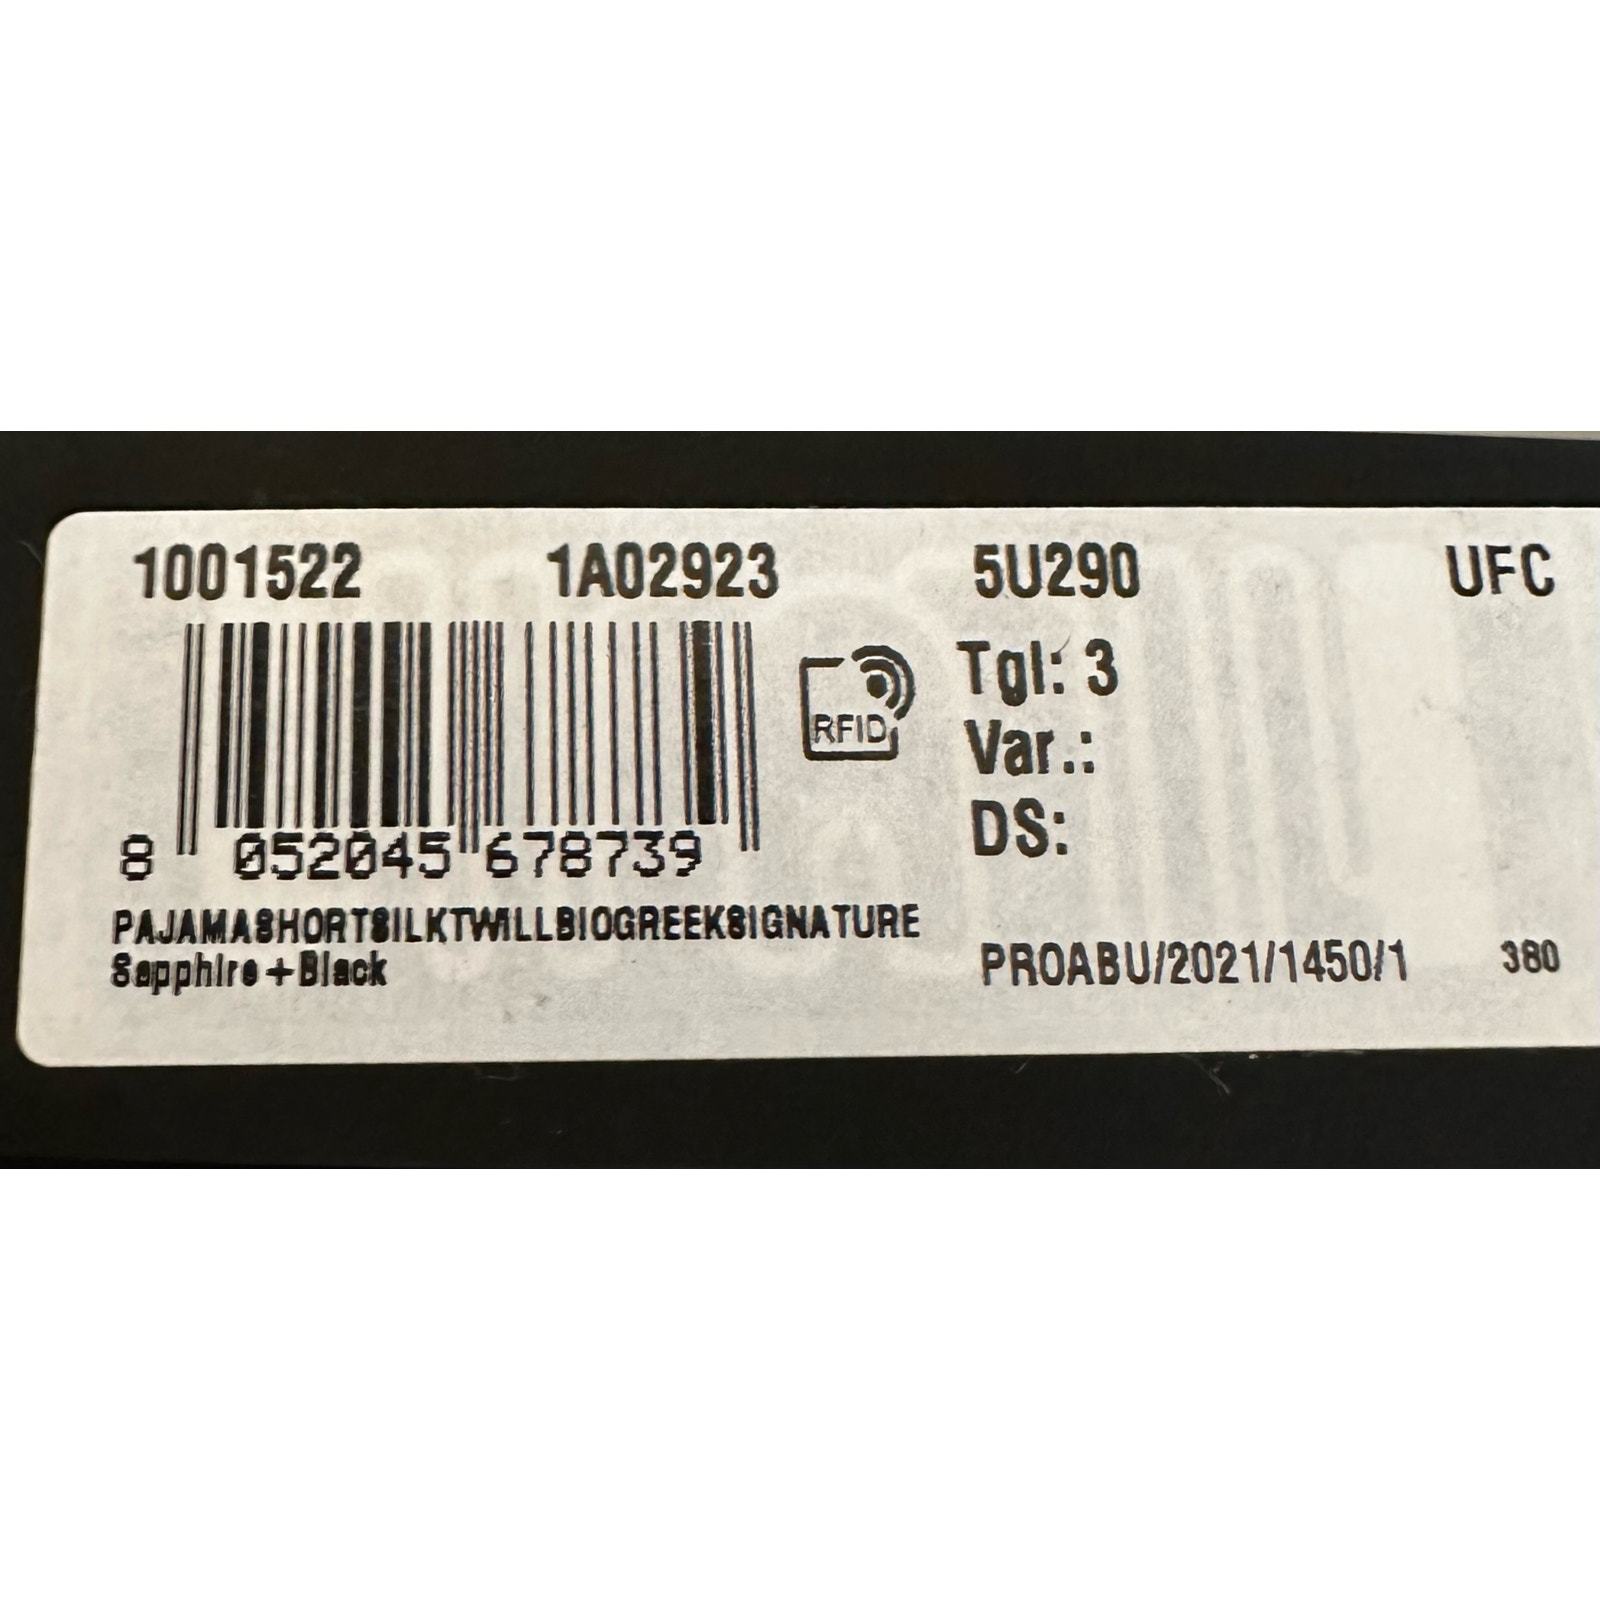 1001522 1A02923 5U290 UFC
RFID
Tgl: 3
Var.:
DS:
8 052045 678739
PAJAMASHORTSILKTWILLBIOGREEKSIGNATURE
Sapphire+Black
PROABU/2021/1450/1 380